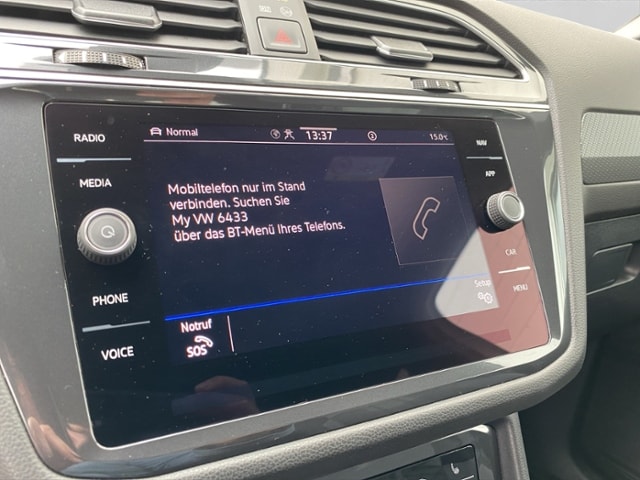 RADIO
MEDIA
PHONE
VOICE
Normal
13:37
15.0°C
Mobiltelefon nur im Stand
verbinden. Suchen Sie
My VW 6433
über das BT-Menü Ihres Telefons.
Setup
Notruf
SOS
NAV
APP
CAR
MENU